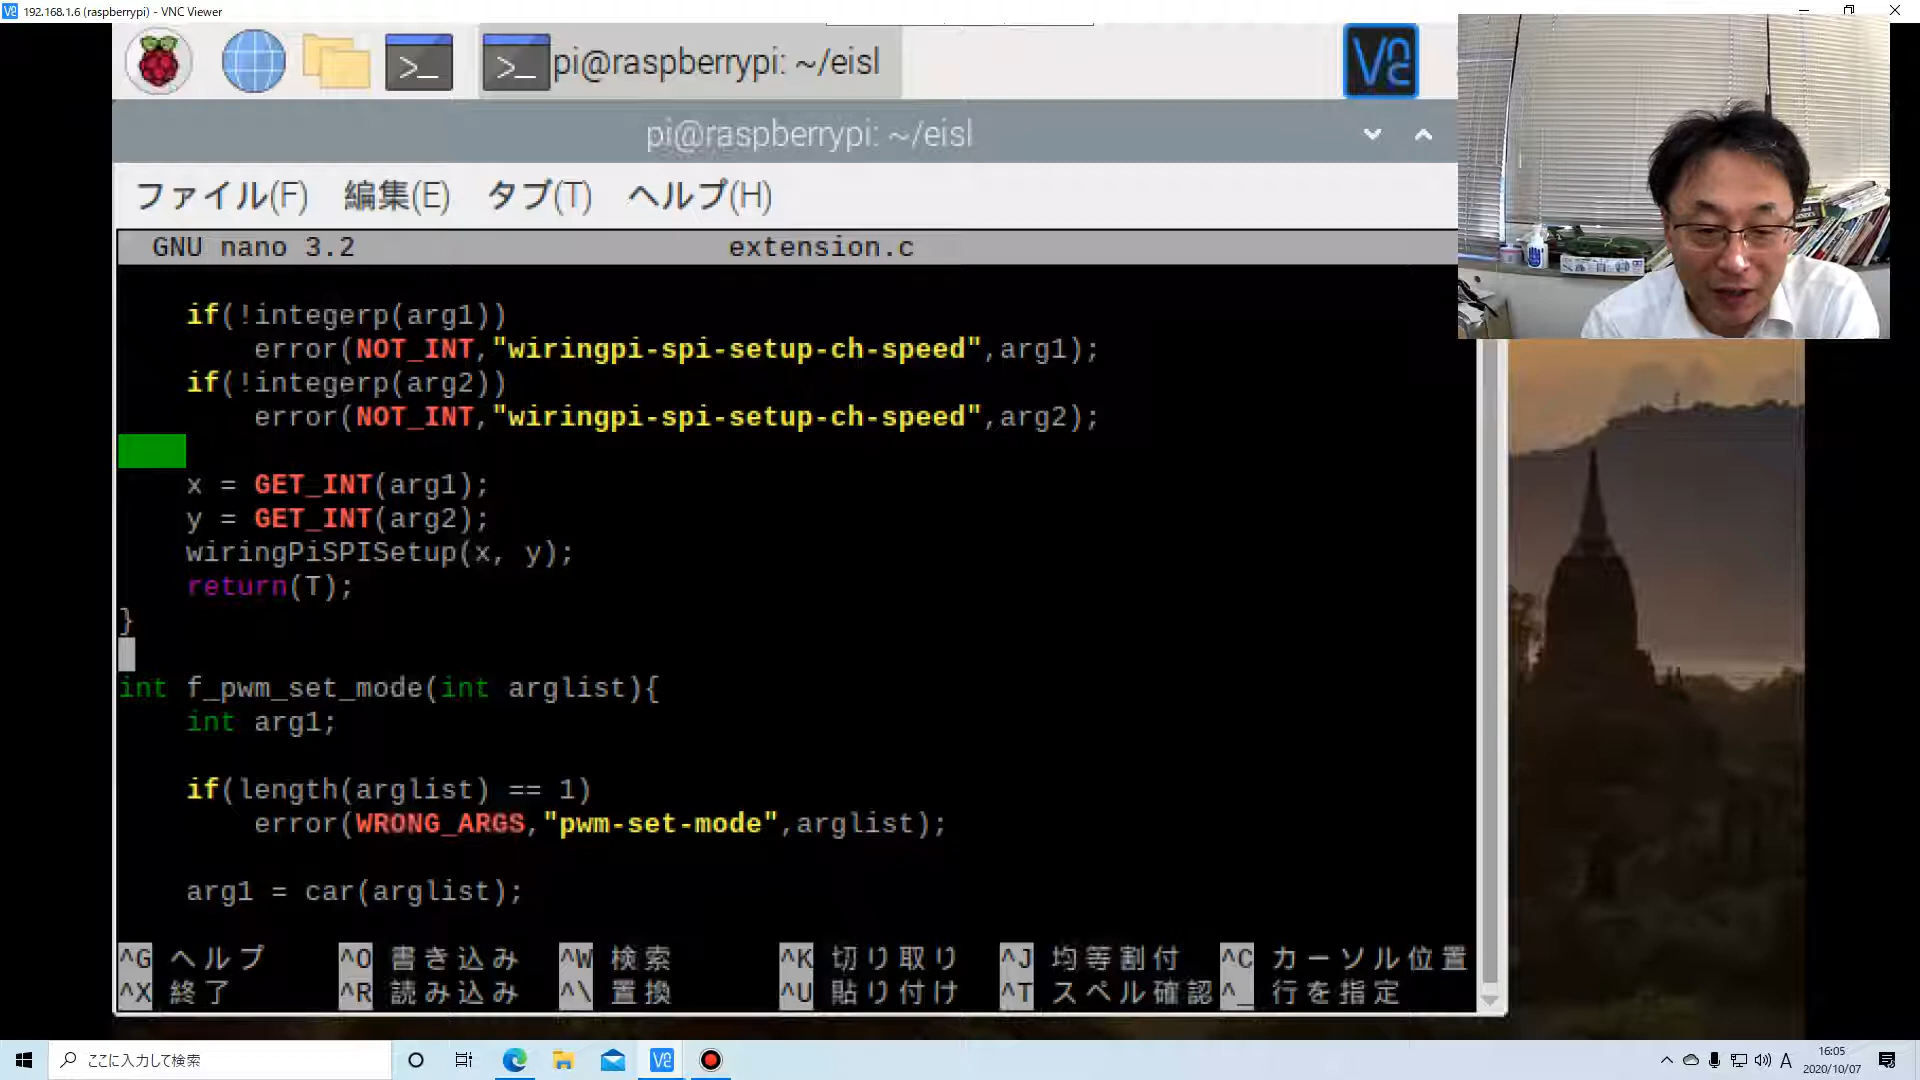 192.168.1.6 (raspberrypi) - VNC Viewer
pi@raspberrypi: ~/eisl
pi@raspberrypi: ~/eisl
ファイル(F) 編集(E) タブ(T) ヘルプ(H)
GNU nano 3.2 extension.c
if(!integerp(arg1))
error(NOT_INT,"wiringpi-spi-setup-ch-speed",arg1);
if(!integerp(arg2))
error(NOT_INT,"wiringpi-spi-setup-ch-speed",arg2);
x = GET_INT(arg1);
y = GET_INT(arg2);
wiringPiSPISetup(x, y);
return(T);
}
int f_pwm_set_mode(int arglist){
int arg1;
if(length(arglist) == 1)
error(WRONG_ARGS,"pwm-set-mode",arglist);
arg1 = car(arglist);
^G ヘルプ ^O 書き込み ^W 検索 ^K 切り取り ^J 均等割付 ^C カーソル位置
^X 終了 ^R 読み込み ^\ 置換 ^U 貼り付け ^T スペル確認 ^_ 行を指定
ここに入力して検索
A
16:05
2020/10/07